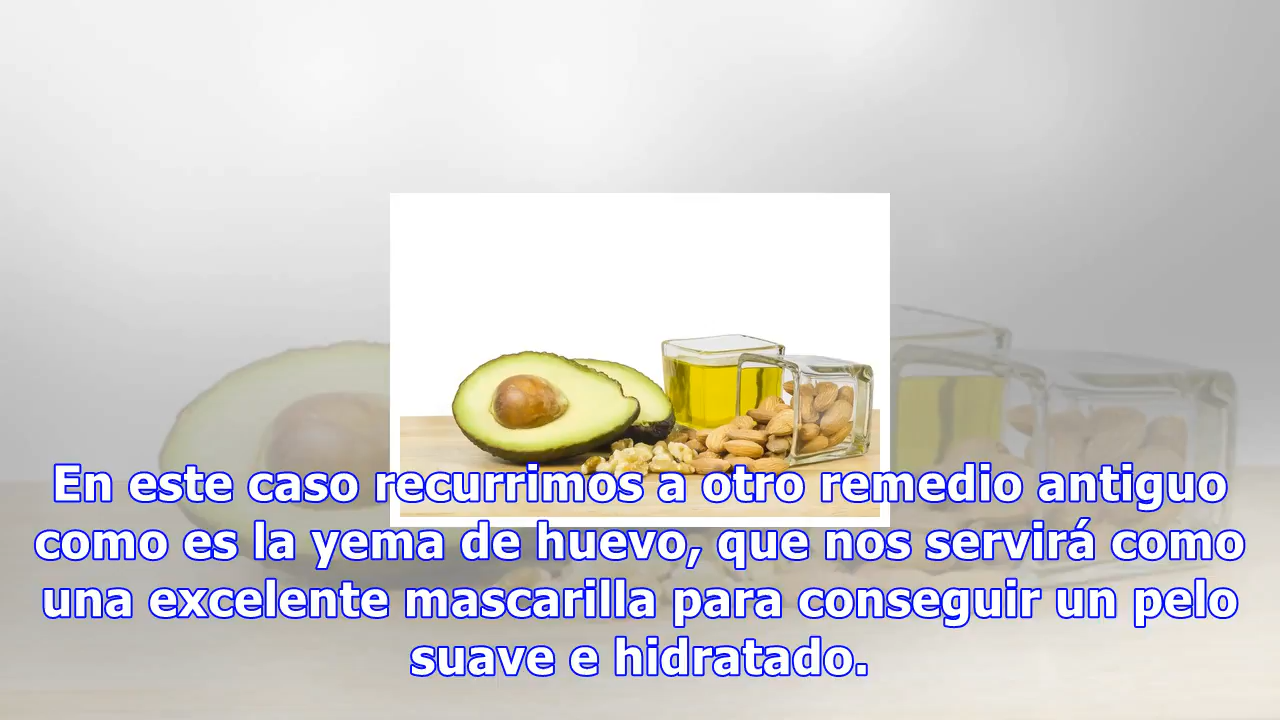 En este caso recurrimos a otro remedio antiguo
como es la yema de huevo, que nos servirá como
una excelente mascarilla para conseguir un pelo
suave e hidratado.